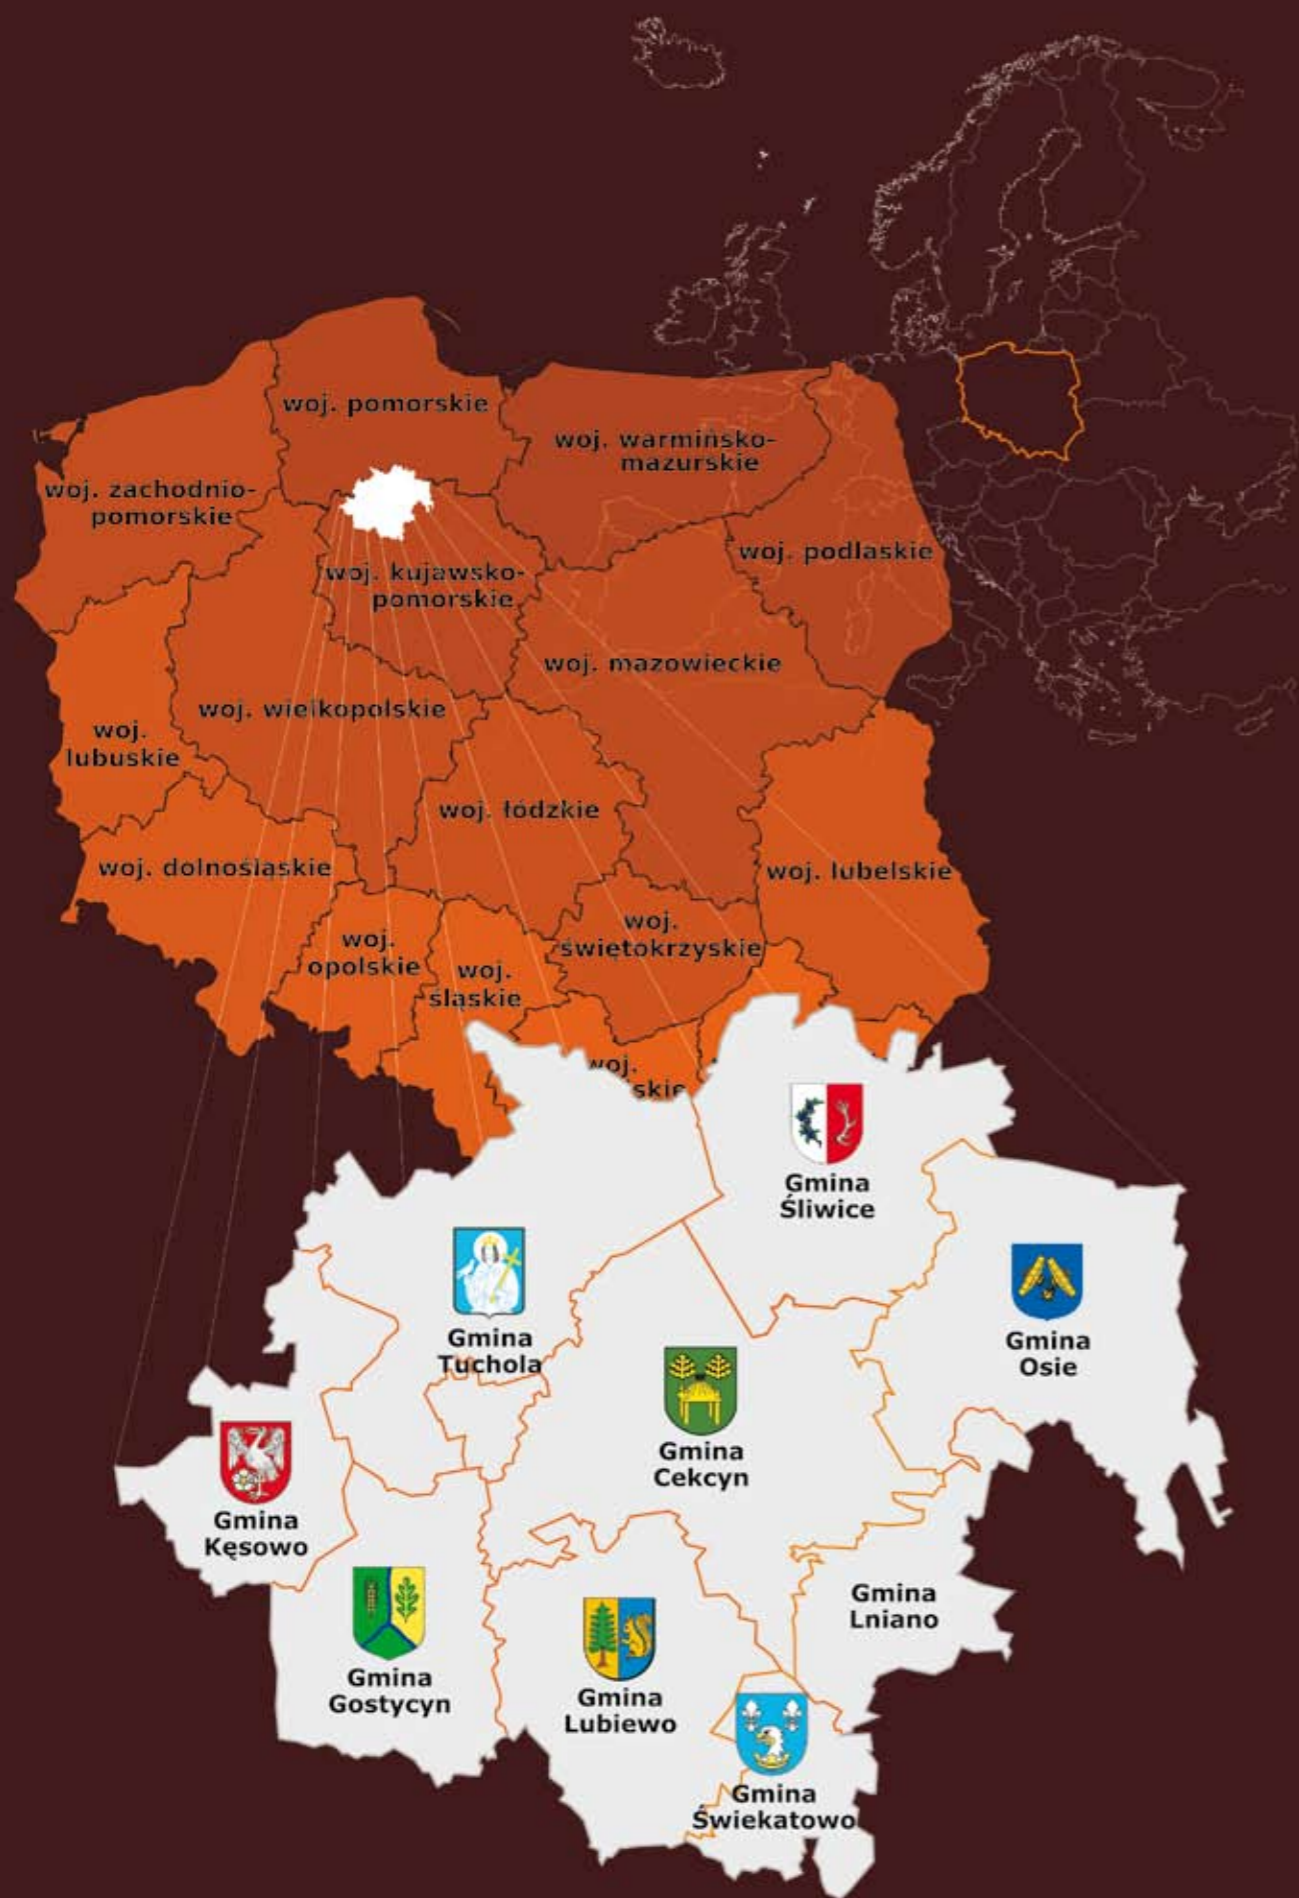 woj. pomorskie
woj. warmińsko-
mazurskie
woj. zachodnio-
pomorskie
woj. podlaskie
woj. kujawsko-
pomorskie
woj. mazowieckie
woj. wielkopolskie
woj.
lubuskie
woj. łódzkie
woj. dolnośląskie
woj. lubelskie
woj.
świętokrzyskie
woj.
opolskie
woj.
śląskie
woj.
skie
Gmina
Śliwice
Gmina
Tuchola
Gmina
Osie
Gmina
Cekcyn
Gmina
Kęsowo
Gmina
Lniano
Gmina
Gostycyn
Gmina
Lubiewo
Gmina
Świekatowo